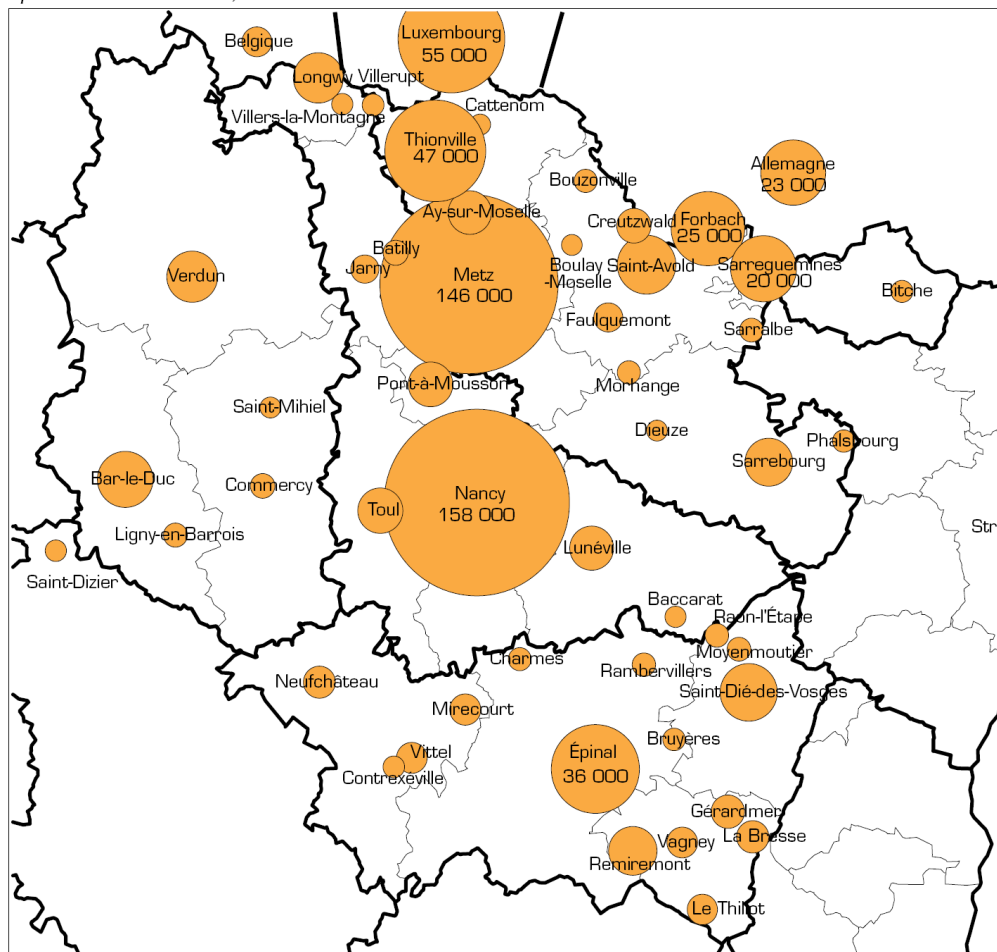 Belgique
Luxembourg
55 000
Longwy
Villerupt
Villers-la-Montagne
Cattenom
Thionville
47 000
Allemagne
23 000
Bouzonville
Ay-sur-Moselle
Creutzwald
Forbach
25 000
Batilly
Jarny
Metz
146 000
Boulay
-Moselle
Saint-Avold
Sarreguemines
20 000
Verdun
Bitche
Faulquemont
Sarralbe
Pont-à-Mousson
Morhange
Saint-Mihiel
Dieuze
Phalsbourg
Sarrebourg
Bar-le-Duc
Commercy
Nancy
158 000
Toul
Ligny-en-Barrois
Lunéville
Str
Saint-Dizier
Baccarat
Raon-l'Étape
Moyenmoutier
Charmes
Rambervillers
Neufchâteau
Saint-Dié-des-Vosges
Mirecourt
Bruyères
Vittel
Contrexéville
Épinal
36 000
Gérardmer
La Bresse
Vagney
Remiremont
Le Thillot